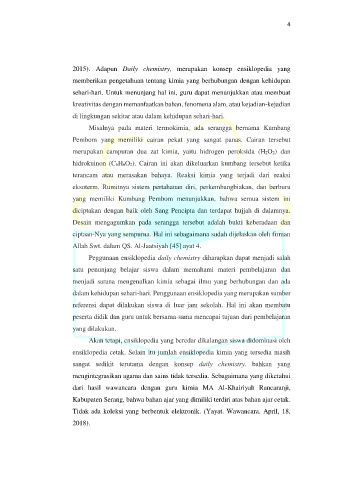 4
2015). Adapun Daily chemistry, merupakan konsep ensiklopedia yang
memberikan pengetahuan tentang kimia yang berhubungan dengan kehidupan
sehari-hari. Untuk menunjang hal ini, guru dapat menunjukkan atau membuat
kreativitas dengan memanfaatkan bahan, fenomena alam, atau kejadian-kejadian
di lingkungan sekitar atau dalam kehidupan sehari-hari.
Misalnya pada materi termokimia, ada serangga bernama Kumbang
Pembom yang memiliki cairan pekat yang sangat panas. Cairan tersebut
merupakan campuran dua zat kimia, yaitu hidrogen peroksida (H2O2) dan
hidrokuinon (C6H6O2). Cairan ini akan dikeluarkan kumbang tersebut ketika
terancam atau merasakan bahaya. Reaksi kimia yang terjadi dari reaksi
eksoterm. Rumitnya sistem pertahanan diri, perkembangbiakan, dan berburu
yang memiliki Kumbang Pembom menunjukkan, bahwa semua sistem ini
diciptakan dengan baik oleh Sang Pencipta dan terdapat hujjah di dalamnya.
Desain mengagumkan pada serangga tersebut adalah bukti keberadaan dan
ciptaan-Nya yang sempurna. Hal ini sebagaimana sudah dijelaskan oleh firman
Allah Swt. dalam QS. Al-Jaatsiyah [45] ayat 4.
Penggunaan ensiklopedia daily chemistry diharapkan dapat menjadi salah
satu penunjang belajar siswa dalam memahami materi pembelajaran dan
menjadi sarana mengenalkan kimia sebagai ilmu yang berhubungan dan ada
dalam kehidupan sehari-hari. Penggunaan ensiklopedia yang merupakan sumber
referensi dapat dilakukan siswa di luar jam sekolah. Hal ini akan membantu
peserta didik dan guru untuk bersama-sama mencapai tujuan dari pembelajaran
yang dilakukan.
Akan tetapi, ensiklopedia yang beredar dikalangan siswa didominasi oleh
ensiklopedia cetak. Selain itu jumlah ensiklopedia kimia yang tersedia masih
sangat sedikit terutama dengan konsep daily chemistry, bahkan yang
mengintegrasikan agama dan sains tidak tersedia. Sebagaimana yang diketahui
dari hasil wawancara dengan guru kimia MA Al-Khairiyah Rancaranji,
Kabupaten Serang, bahwa bahan ajar yang dimiliki terdiri atas bahan ajar cetak.
Tidak ada koleksi yang berbentuk elektronik. (Yayat. Wawancara. April, 18,
2018).